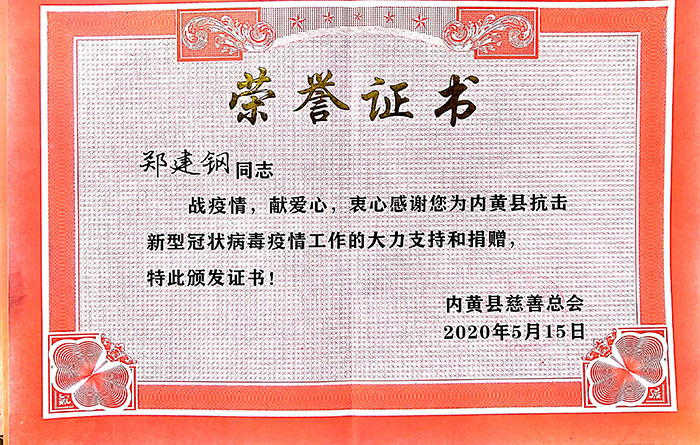 荣誉证书
郑建钢同志
战疫情，献爱心，衷心感谢您为内黄县抗击
新型冠状病毒疫情工作的大力支持和捐赠，
特此颁发证书！
内黄县慈善总会
2020年5月15日